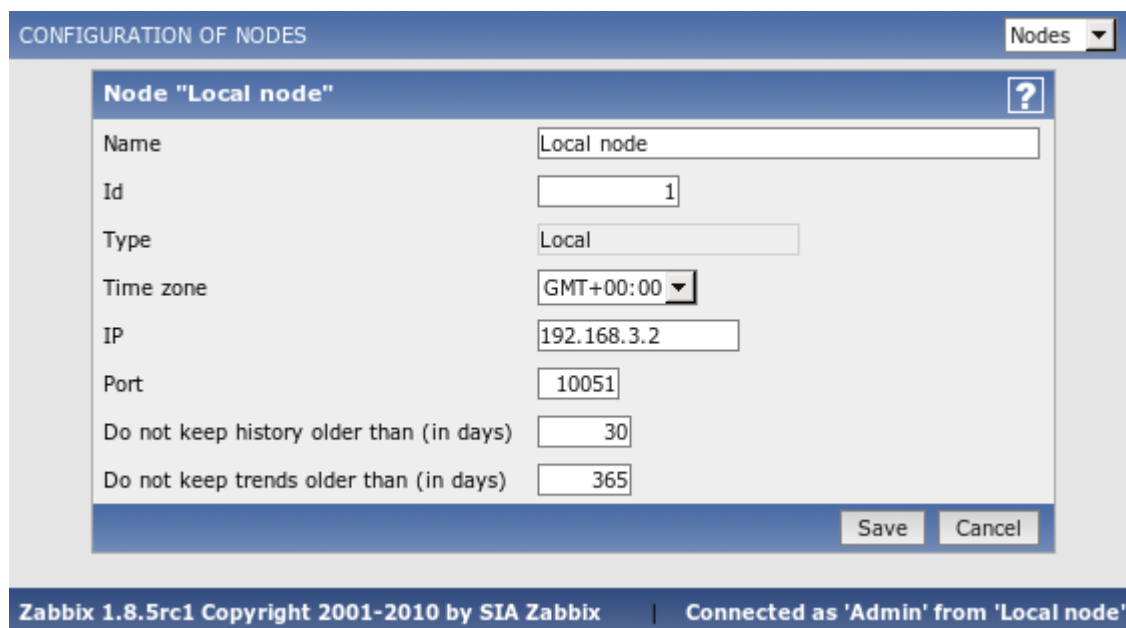 CONFIGURATION OF NODES Nodes
Node "Local node" ?
Name Local node
Id 1
Type Local
Time zone GMT+00:00
IP 192.168.3.2
Port 10051
Do not keep history older than (in days) 30
Do not keep trends older than (in days) 365
Save Cancel
Zabbix 1.8.5rc1 Copyright 2001-2010 by SIA Zabbix | Connected as 'Admin' from 'Local node'